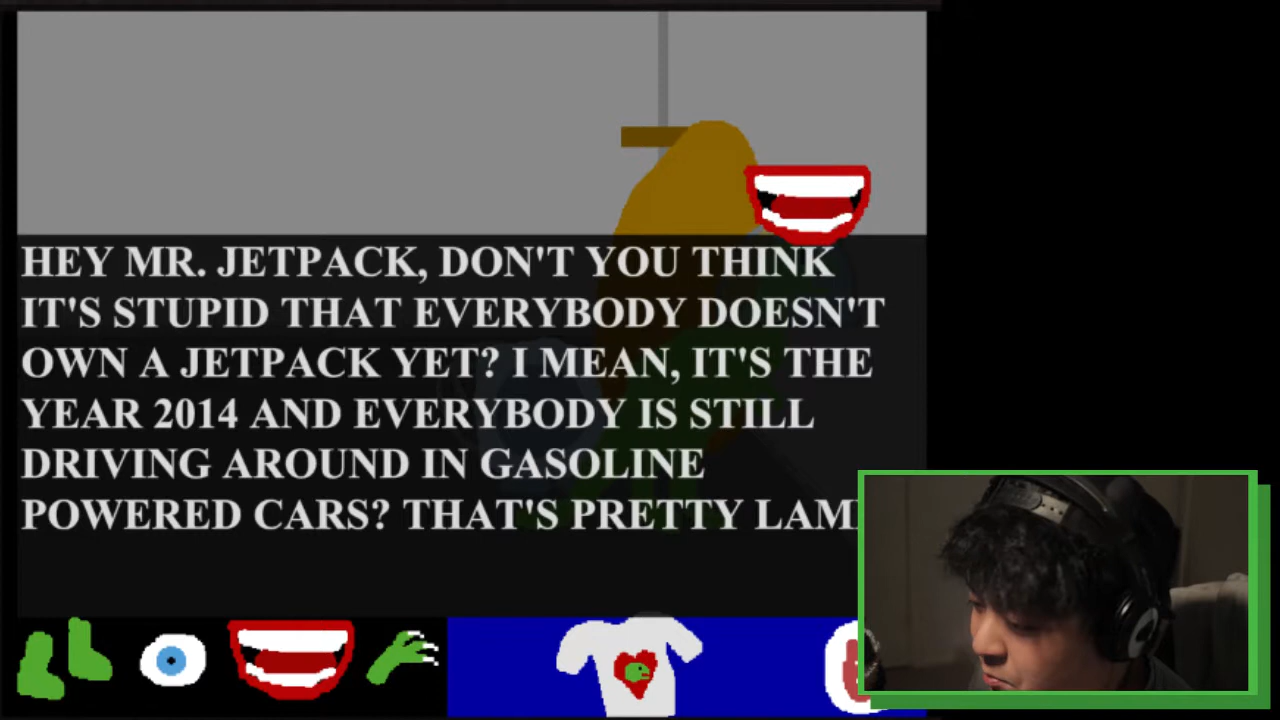 HEY MR. JETPACK, DON'T YOU THINK
IT'S STUPID THAT EVERYBODY DOESN'T
OWN A JETPACK YET? I MEAN, IT'S THE
YEAR 2014 AND EVERYBODY IS STILL
DRIVING AROUND IN GASOLINE
POWERED CARS? THAT'S PRETTY